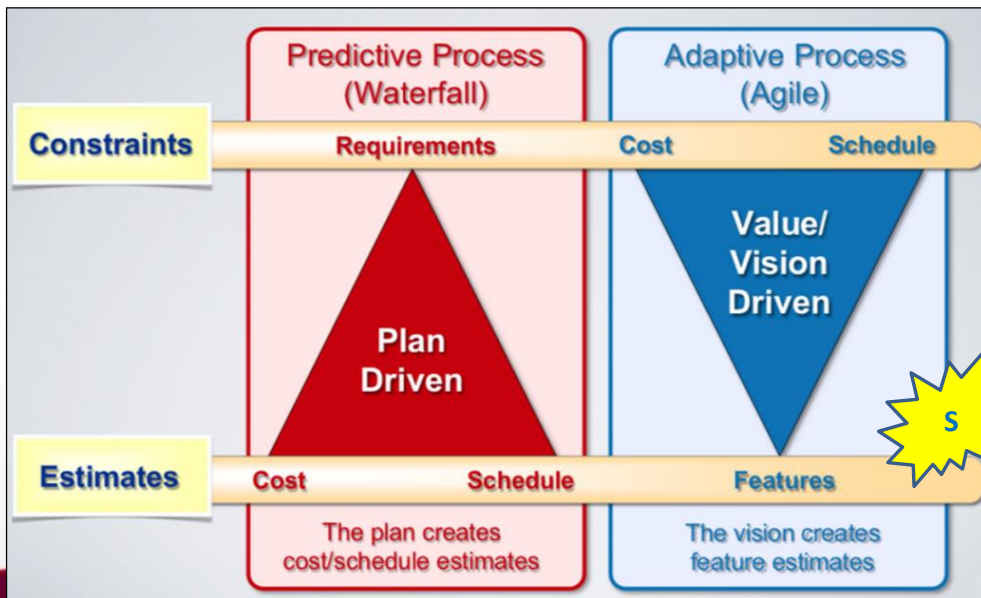 Predictive Process
(Waterfall)
Adaptive Process
(Agile)
Constraints
Requirements
Cost
Schedule
Value/
Vision
Driven
Plan
Driven
S
Estimates
Cost
Schedule
Features
The plan creates
cost/schedule estimates
The vision creates
feature estimates